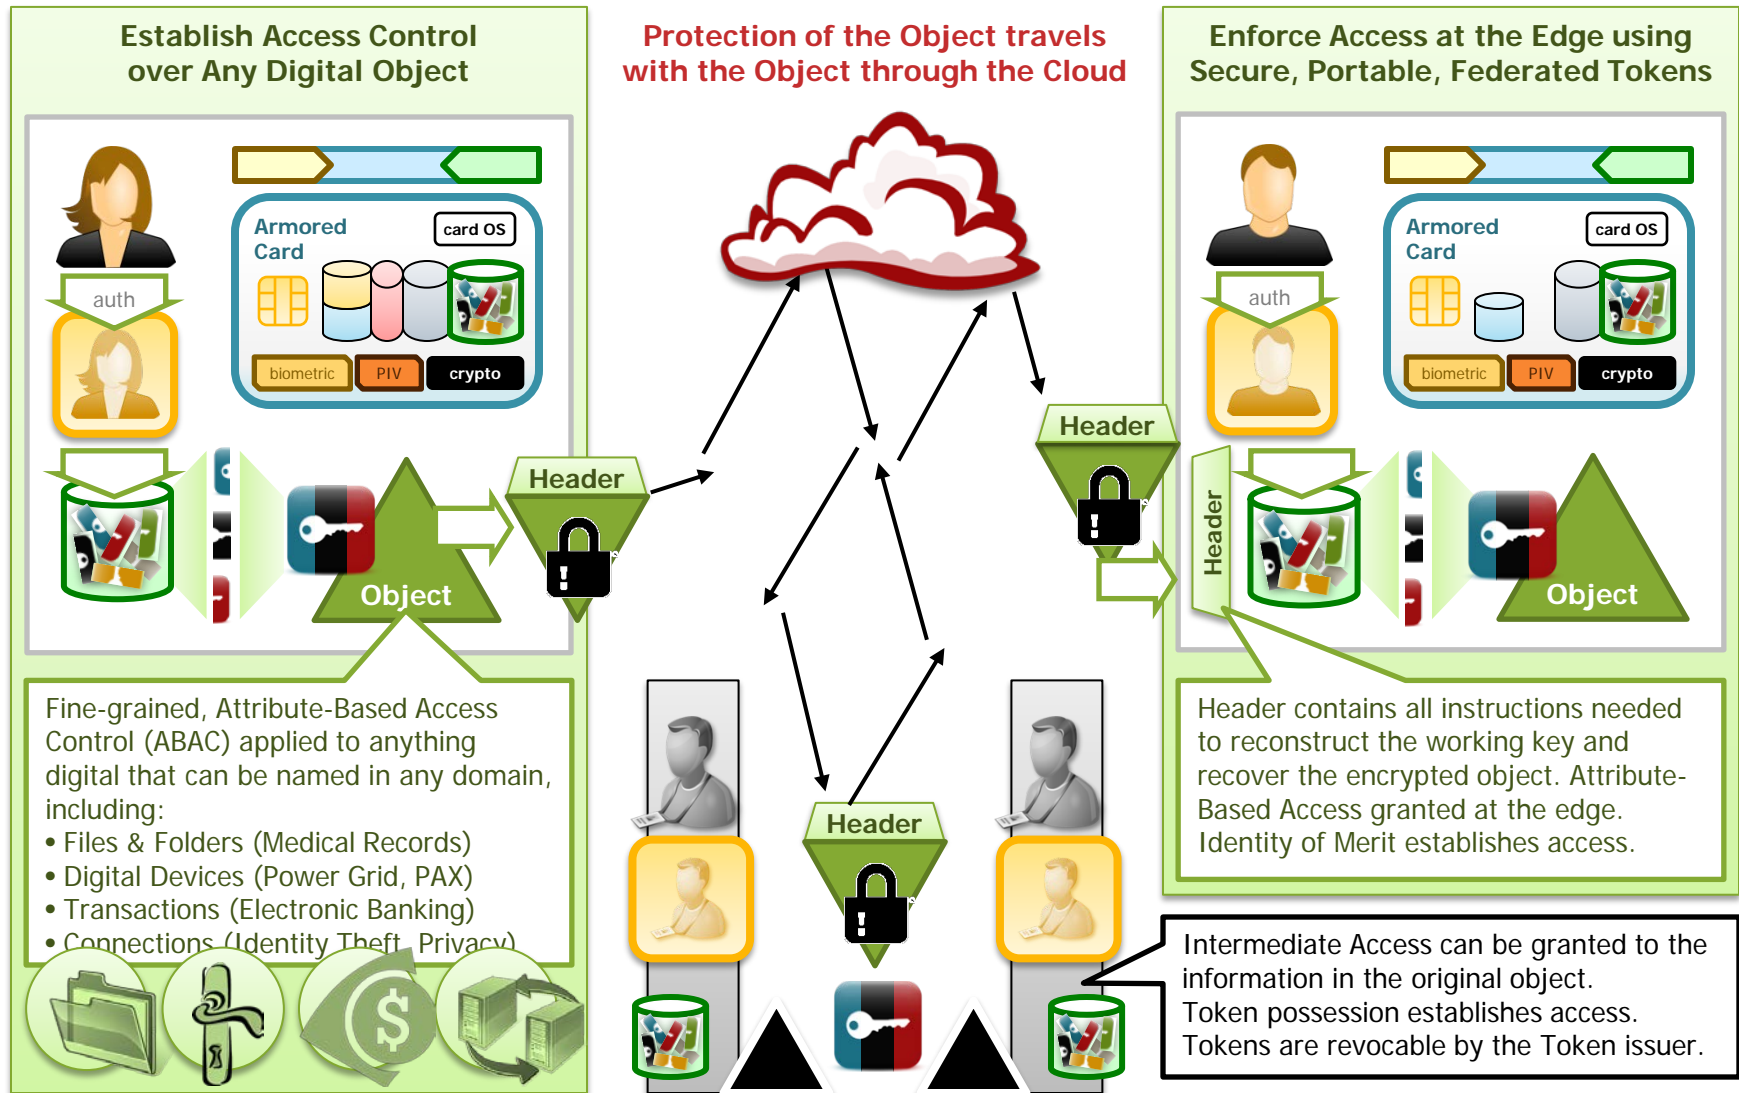 Establish Access Control
over Any Digital Object
Armored
Card
card OS
auth
biometric
PIV
crypto
Header
Object
Fine-grained, Attribute-Based Access
Control (ABAC) applied to anything
digital that can be named in any domain,
including:
• Files & Folders (Medical Records)
• Digital Devices (Power Grid, PAX)
• Transactions (Electronic Banking)
• Connections (Identity Theft, Privacy)
Protection of the Object travels
with the Object through the Cloud
Header
Header
Enforce Access at the Edge using
Secure, Portable, Federated Tokens
Armored
Card
card OS
auth
biometric
PIV
crypto
Header
Object
Header contains all instructions needed
to reconstruct the working key and
recover the encrypted object. Attribute-
Based Access granted at the edge.
Identity of Merit establishes access.
Intermediate Access can be granted to the
information in the original object.
Token possession establishes access.
Tokens are revocable by the Token issuer.